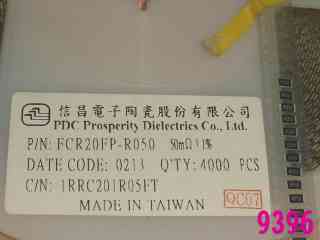 信昌電子陶瓷股份有限公司
PDC Prosperity Dielectrics Co., Ltd.
P/N: FCR20FP-R050 50mΩ ±1%
DATE CODE: 0213 Q'TY: 4000 PCS
C/N: 1RRC201R05FT
QC07
MADE IN TAIWAN
9396